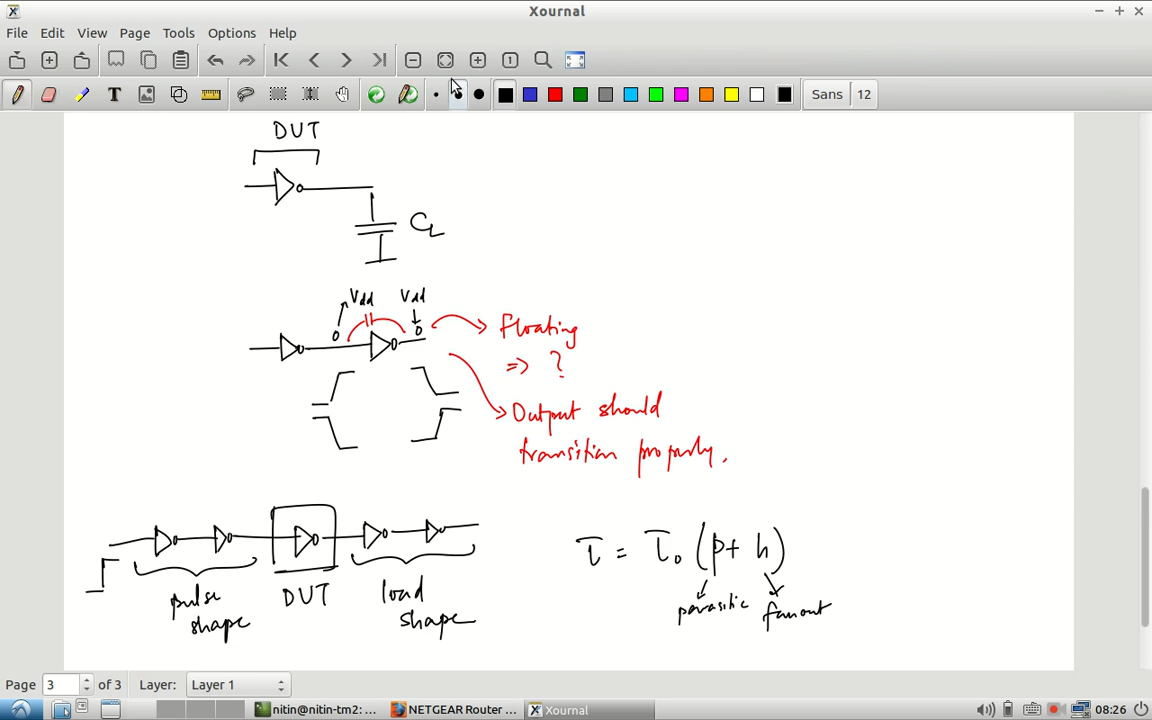 Xournal
File Edit View Page Tools Options Help
Sans 12
DUT
CL
Vdd Vdd
Floating
=> ?
Output should
transition properly.
τ = τ₀ (p+ h)
parasitic fanout
pulse
shape
DUT
load
shape
Page 3 of 3 Layer: Layer 1
nitin@nitin-tm2: ... NETGEAR Router ... Xournal 08:26